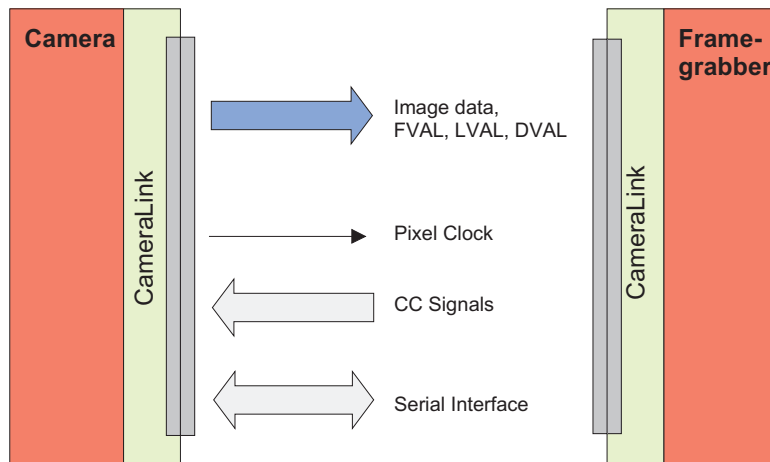 Camera
Frame-
grabber
CameraLink
Image data,
FVAL, LVAL, DVAL
Pixel Clock
CC Signals
Serial Interface
CameraLink